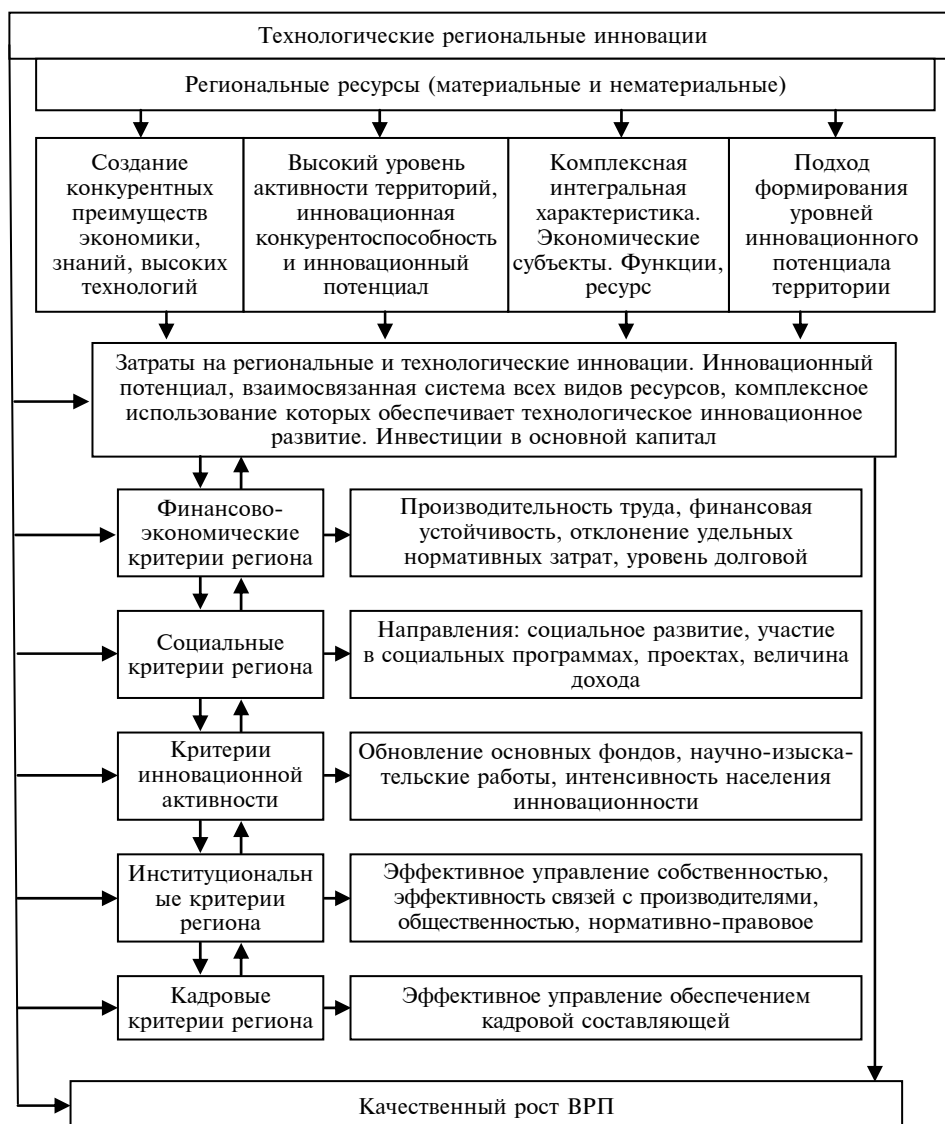 Технологические региональные инновации
Региональные ресурсы (материальные и нематериальные)
Создание
конкурентных
преимуществ
экономики,
знаний, высоких
технологий
Высокий уровень
активности территорий,
инновационная
конкурентоспособность
и инновационный
потенциал
Комплексная
интегральная
характеристика.
Экономические
субъекты. Функции,
ресурс
Подход
формирования
уровней
инновационного
потенциала
территории
Затраты на региональные и технологические инновации. Инновационный
потенциал, взаимосвязанная система всех видов ресурсов, комплексное
использование которых обеспечивает технологическое инновационное
развитие. Инвестиции в основной капитал
Финансово-
экономические
критерии региона
Производительность труда, финансовая
устойчивость, отклонение удельных
нормативных затрат, уровень долговой
Социальные
критерии региона
Направления: социальное развитие, участие
в социальных программах, проектах, величина
дохода
Критерии
инновационной
активности
Обновление основных фондов, научно-изыска-
тельские работы, интенсивность населения
инновационности
Институциональн
ые критерии
региона
Эффективное управление собственностью,
эффективность связей с производителями,
общественностью, нормативно-правовое
Кадровые
критерии региона
Эффективное управление обеспечением
кадровой составляющей
Качественный рост ВРП